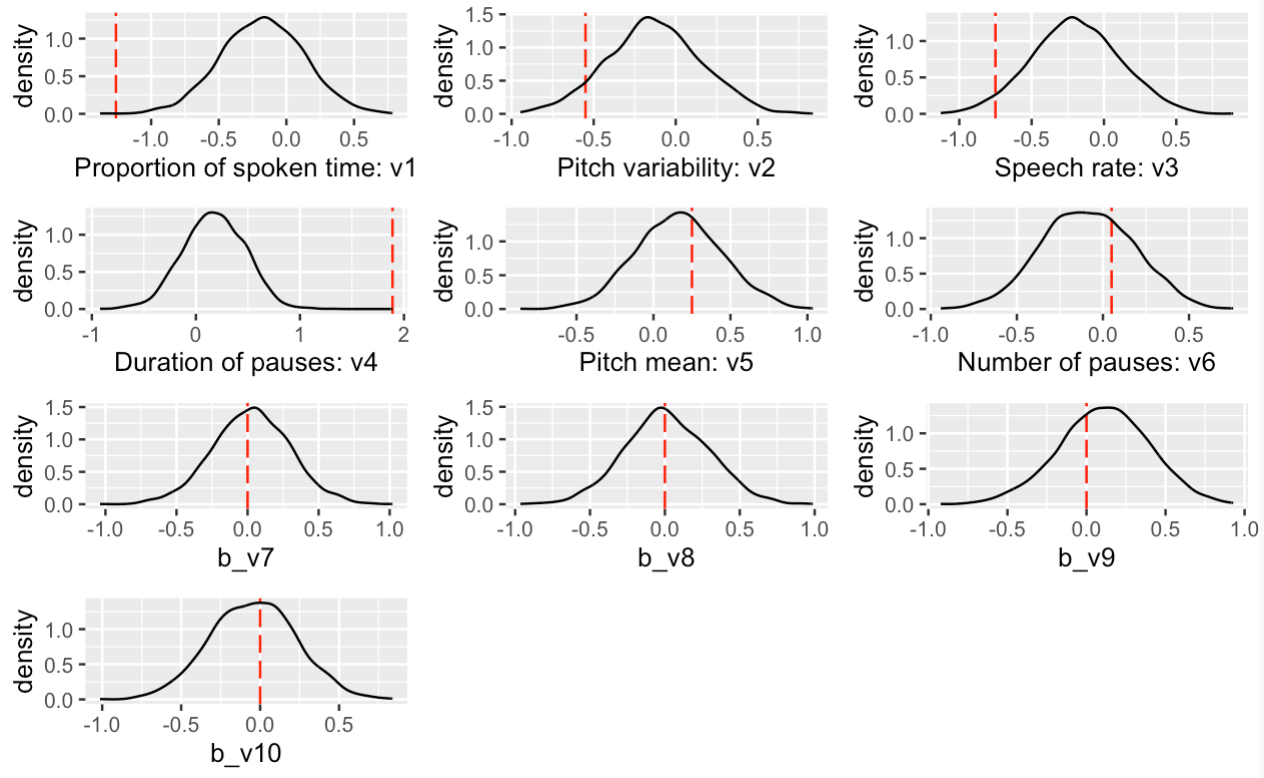 density
1.0
0.5
0.0
-1.0 -0.5 0.0 0.5
Proportion of spoken time: v1
density
1.5
1.0
0.5
0.0
-1.0 -0.5 0.0 0.5
Pitch variability: v2
density
1.0
0.5
0.0
-1.0 -0.5 0.0 0.5
Speech rate: v3
density
1.0
0.5
0.0
-1 0 1 2
Duration of pauses: v4
density
1.0
0.5
0.0
-0.5 0.0 0.5 1.0
Pitch mean: v5
density
1.0
0.5
0.0
-1.0 -0.5 0.0 0.5
Number of pauses: v6
density
1.5
1.0
0.5
0.0
-1.0 -0.5 0.0 0.5 1.0
b_v7
density
1.5
1.0
0.5
0.0
-1.0 -0.5 0.0 0.5 1.0
b_v8
density
1.0
0.5
0.0
-1.0 -0.5 0.0 0.5 1.0
b_v9
density
1.0
0.5
0.0
-1.0 -0.5 0.0 0.5
b_v10